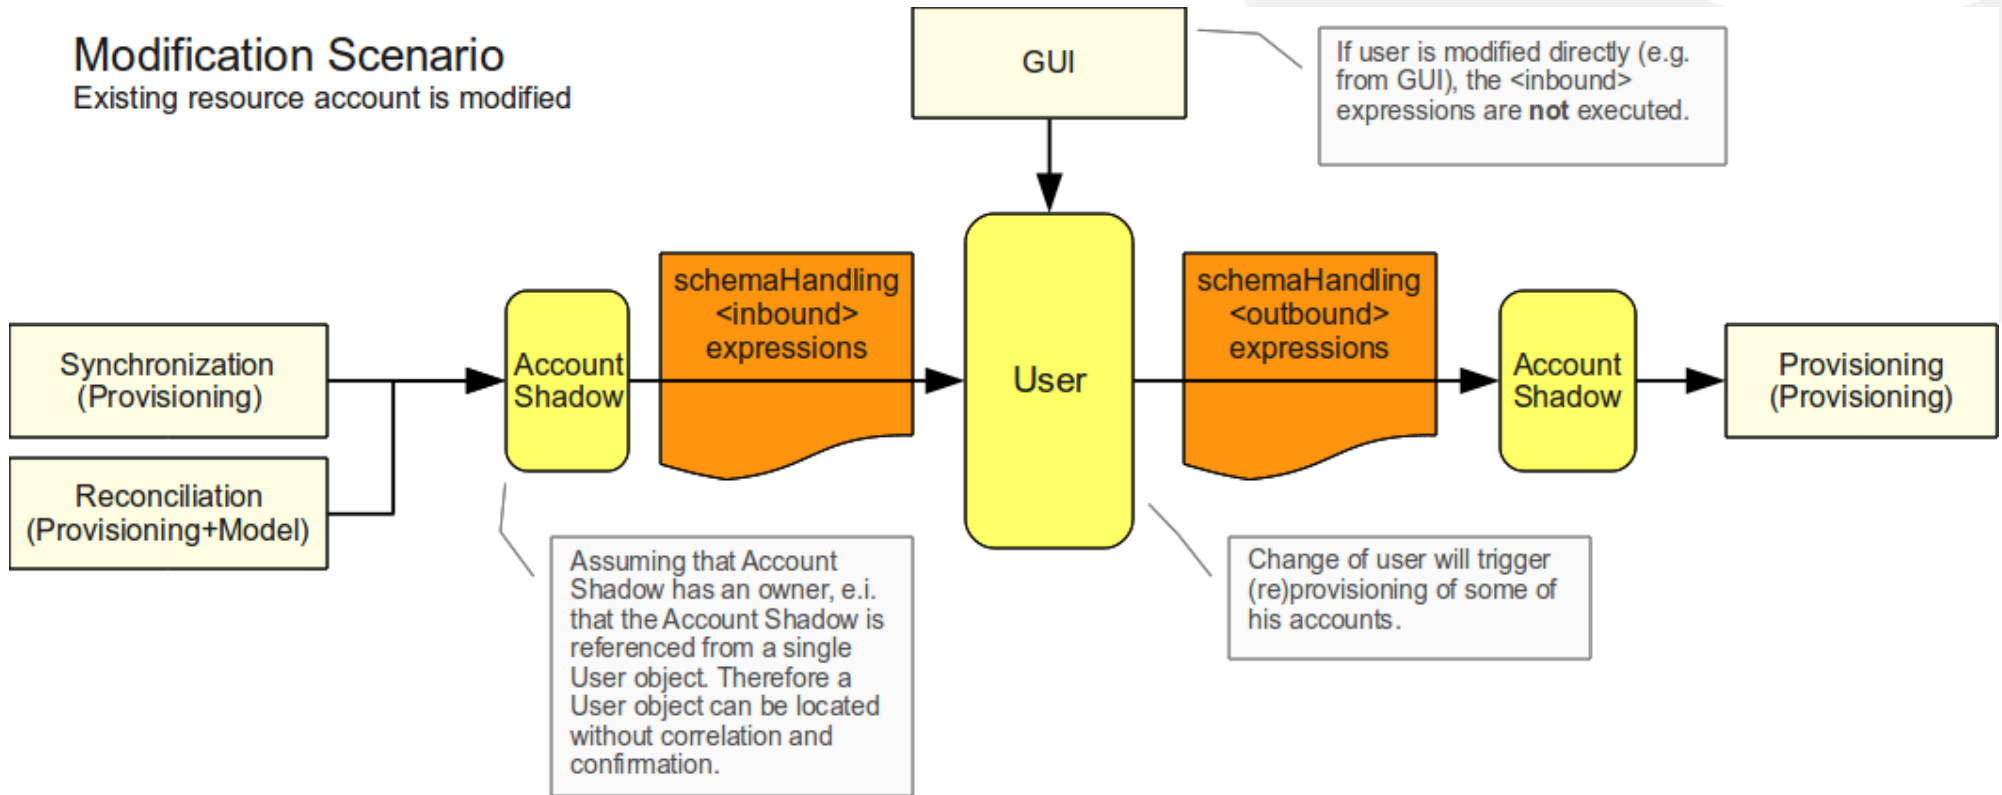 Modification Scenario
Existing resource account is modified
GUI
If user is modified directly (e.g.
from GUI), the <inbound>
expressions are not executed.
Synchronization
(Provisioning)
Reconciliation
(Provisioning+Model)
Account
Shadow
schemaHandling
<inbound>
expressions
User
schemaHandling
<outbound>
expressions
Account
Shadow
Provisioning
(Provisioning)
Assuming that Account
Shadow has an owner, e.i.
that the Account Shadow is
referenced from a single
User object. Therefore a
User object can be located
without correlation and
confirmation.
Change of user will trigger
(re)provisioning of some of
his accounts.